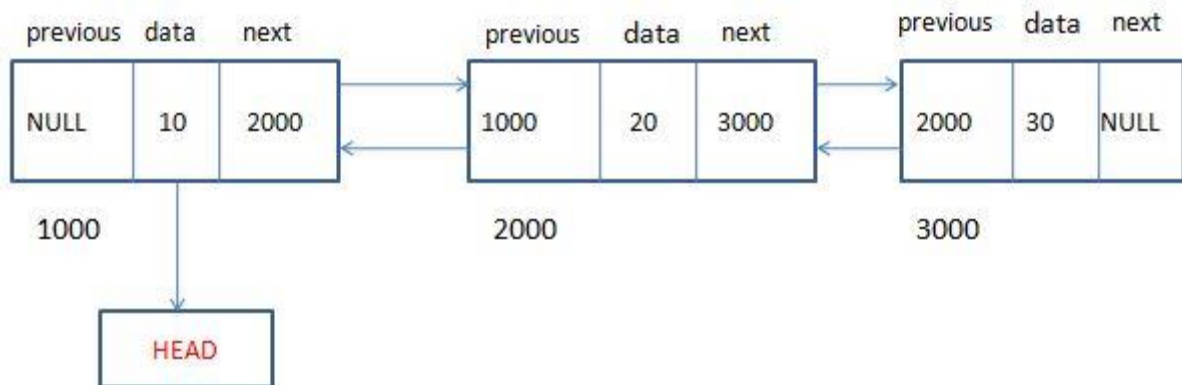 previous data next
previous data next
previous data next
NULL 10 2000
1000 20 3000
2000 30 NULL
1000
2000
3000
HEAD